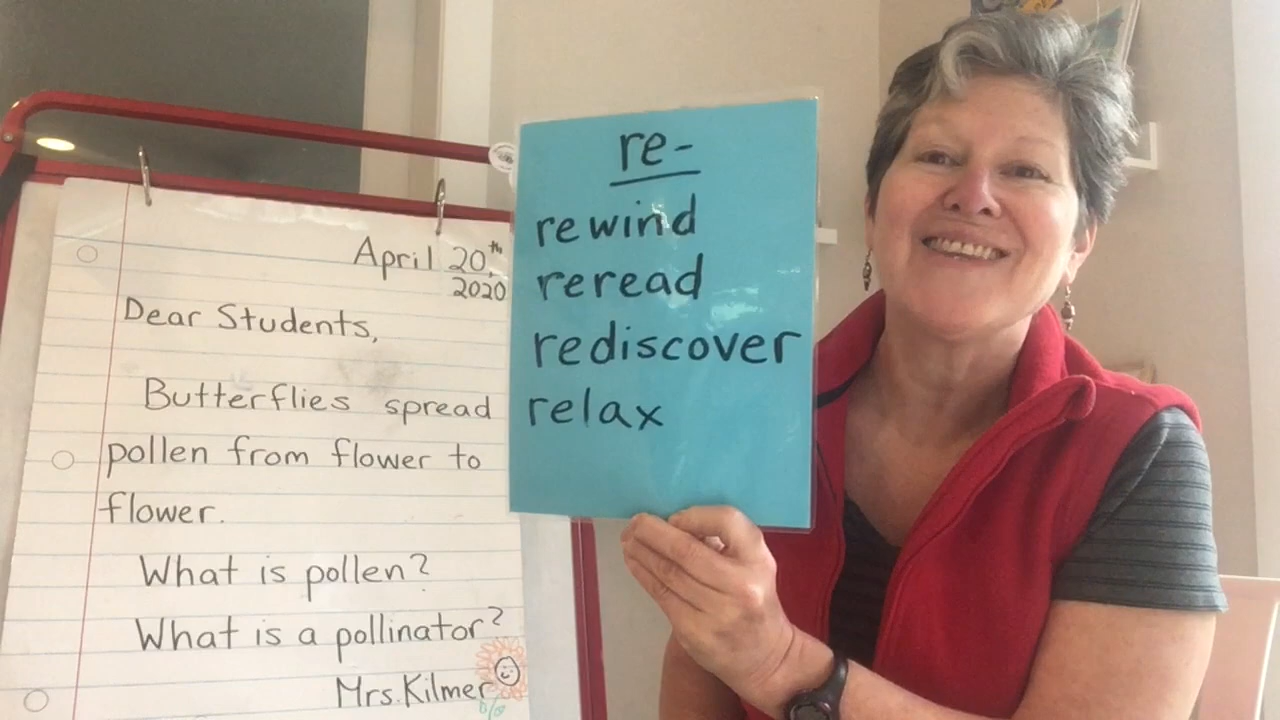 April 20th,
2020
Dear Students,
Butterflies spread
pollen from flower to
flower.
What is pollen?
What is a pollinator?
Mrs. Kilmer
re-
rewind
reread
rediscover
relax